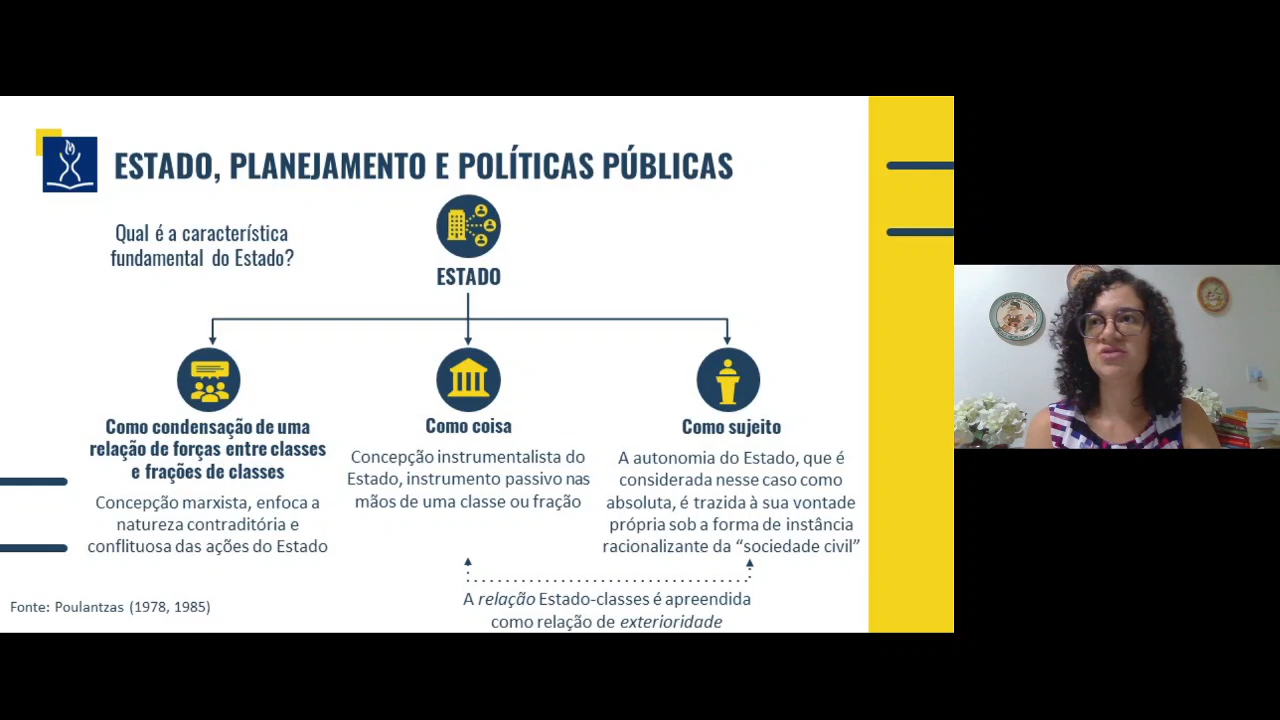 ESTADO, PLANEJAMENTO E POLÍTICAS PÚBLICAS
Qual é a característica
fundamental do Estado?
ESTADO
Como condensação de uma
relação de forças entre classes
e frações de classes
Concepção marxista, enfoca a
natureza contraditória e
conflituosa das ações do Estado
Como coisa
Concepção instrumentalista do
Estado, instrumento passivo nas
mãos de uma classe ou fração
Como sujeito
A autonomia do Estado, que é
considerada nesse caso como
absoluta, é trazida à sua vontade
própria sob a forma de instância
racionalizante da “sociedade civil”
A relação Estado-classes é apreendida
como relação de exterioridade
Fonte: Poulantzas (1978, 1985)